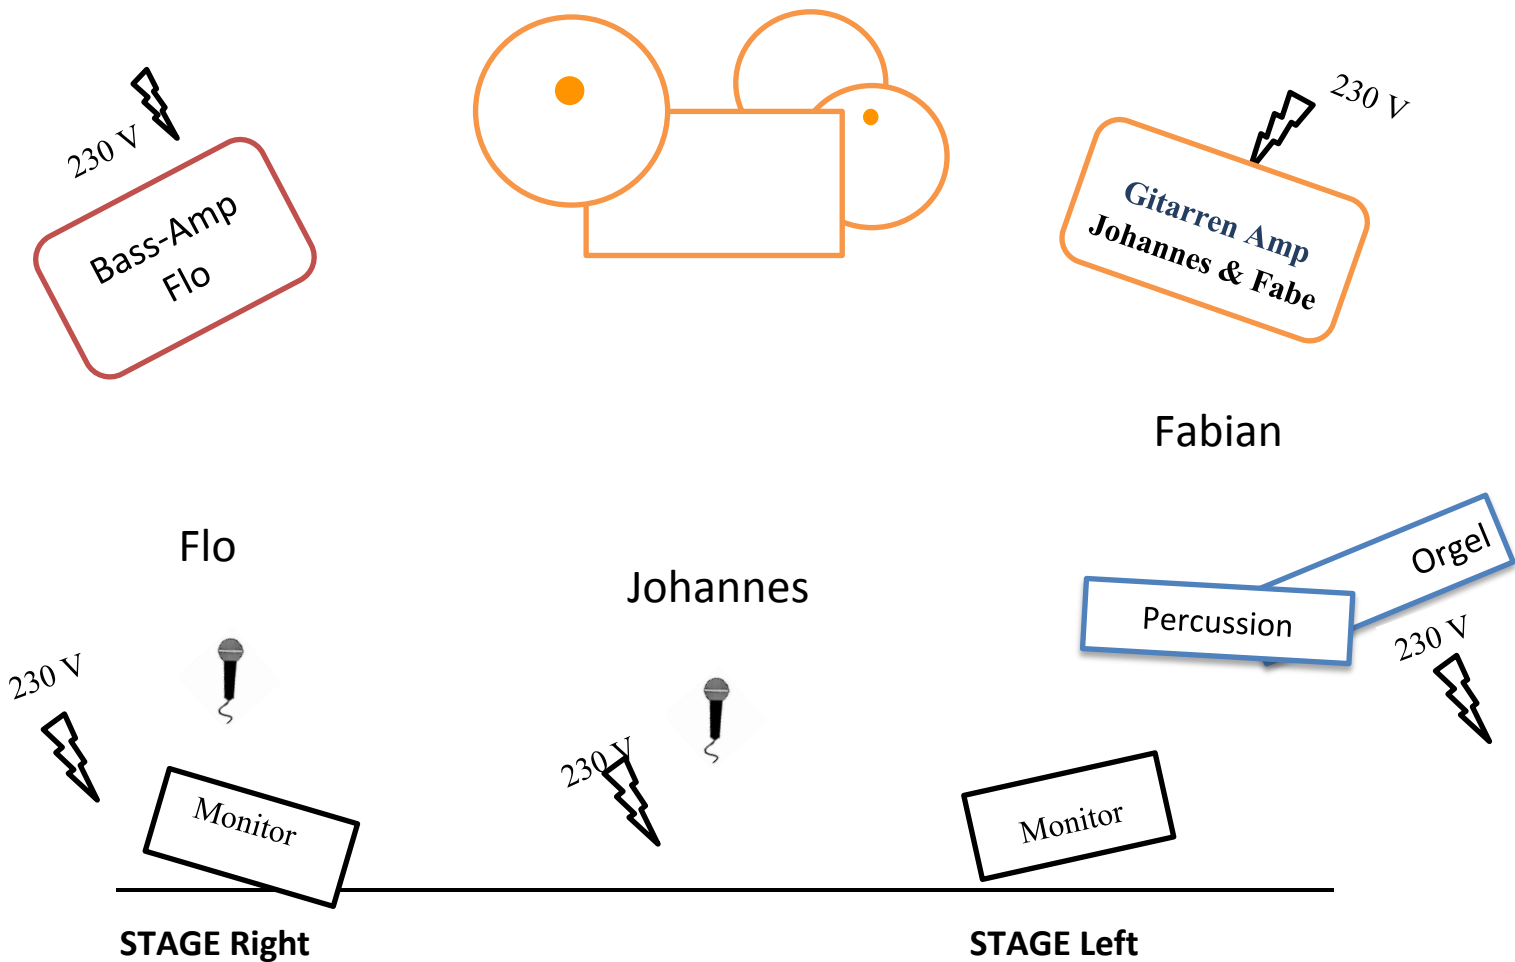 230 V
230 V
Bass-Amp
Flo
Gitarren Amp
Johannes & Fabe
Fabian
Flo
Johannes
Orgel
Percussion
230 V
230 V
230 V
Monitor
Monitor
STAGE Right
STAGE Left